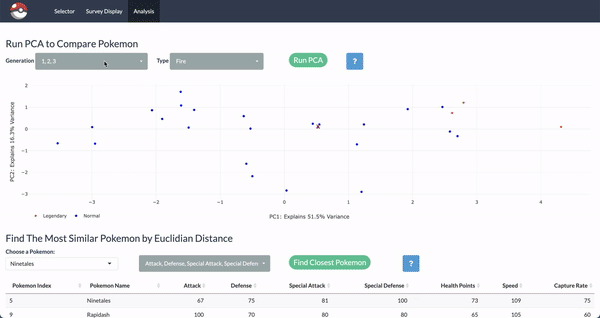 Selector Survey Display Analysis
Run PCA to Compare Pokemon
Generation 1, 2, 3 Type Fire Run PCA ?
2
1
0
−1
−2
−3
PC2: Explains 16.3% Variance
−3 −2 −1 0 1 2 3 4
Legendary Normal
PC1: Explains 51.5% Variance
Find The Most Similar Pokemon by Euclidian Distance
Choose a Pokemon:
Ninetales Attack, Defense, Special Attack, Special Defen Find Closest Pokemon ?
Pokemon Index Pokemon Name Attack Defense Special Attack Special Defense Health Points Speed Capture Rate
5 Ninetales 67 75 81 100 73 109 75
9 Rapidash 100 70 80 80 65 105 60